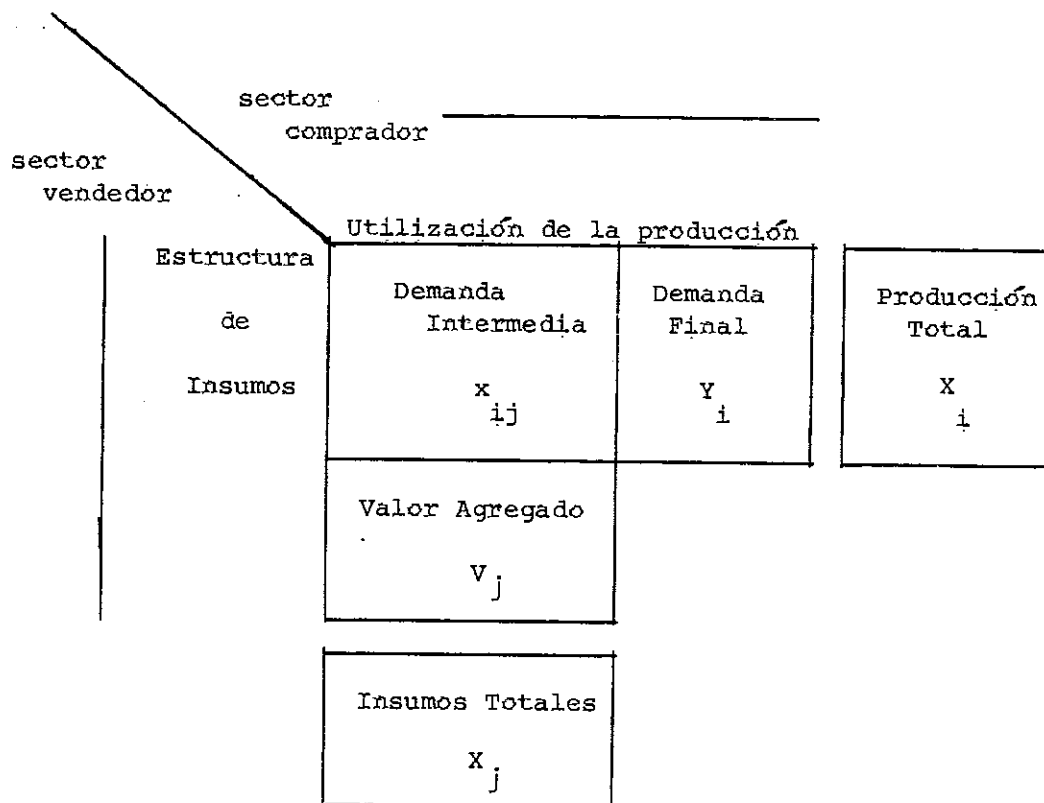 sector
comprador
sector
vendedor
Utilización de la producción
Estructura
de
Insumos
Demanda
Intermedia
x
ij
Demanda
Final
Y
i
Producción
Total
X
i
Valor Agregado
V
j
Insumos Totales
X
j